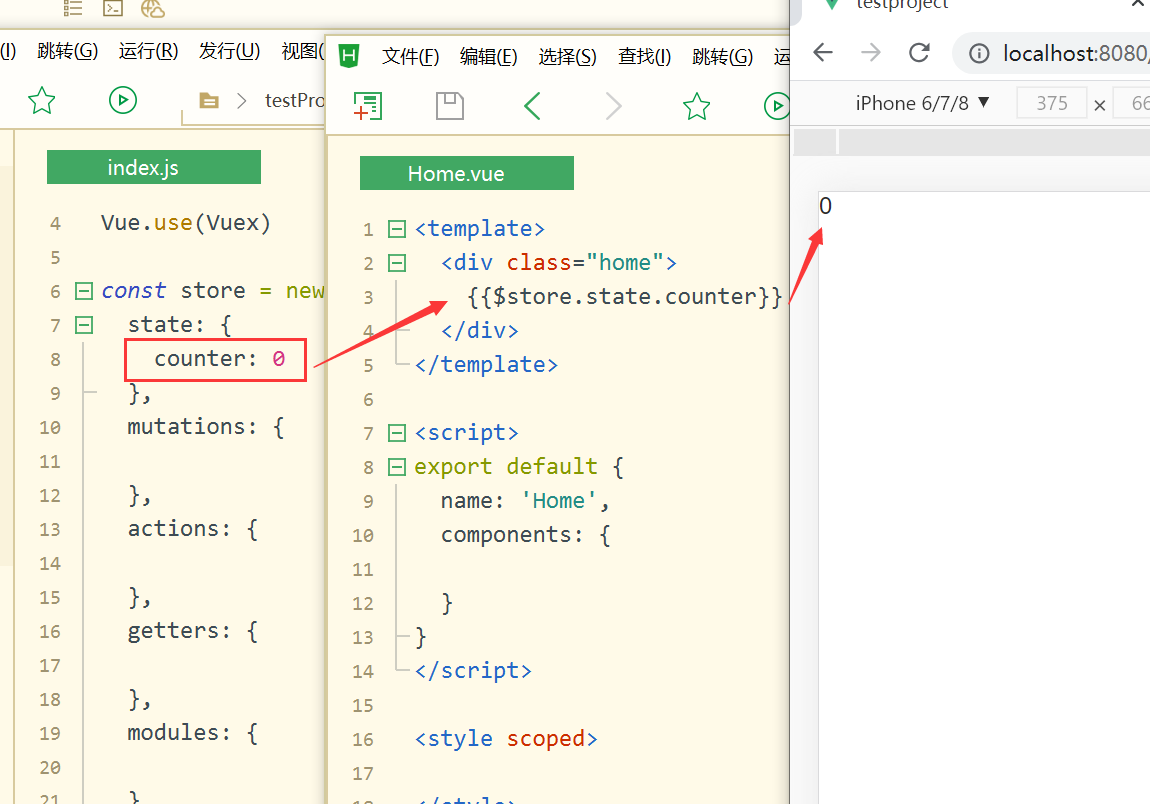 (I) 跳转(G) 运行(R) 发行(U) 视图(
testPro
index.js
4 Vue.use(Vuex)
5
6 const store = new
7 state: {
8 counter: 0
9 },
10 mutations: {
11
12 },
13 actions: {
14
15 },
16 getters: {
17
18 },
19 modules: {
20
21 }
H 文件(F) 编辑(E) 选择(S) 查找(I) 跳转(G) 运
Home.vue
1 <template>
2 <div class="home">
3 {{$store.state.counter}}
4 </div>
5 </template>
6
7 <script>
8 export default {
9 name: 'Home',
10 components: {
11
12 }
13 }
14 </script>
15
16 <style scoped>
17
18 </style>
testproject
localhost:8080/
iPhone 6/7/8 ▼ 375 × 66
0